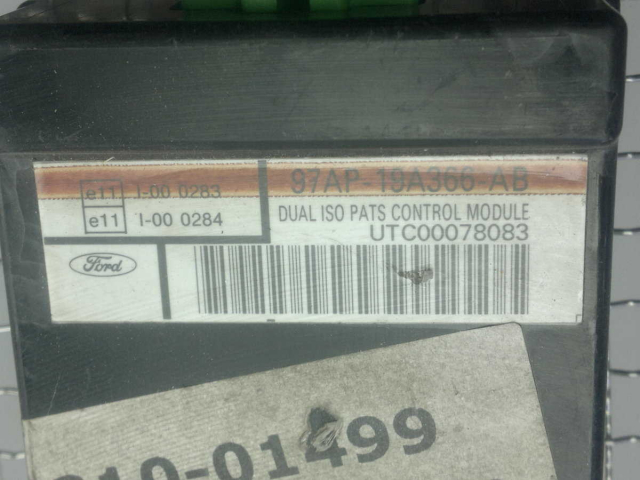 e11 I-00 0283
e11 I-00 0284
97AP-19A366-AB
DUAL ISO PATS CONTROL MODULE
UTC00078083
Ford
-01499